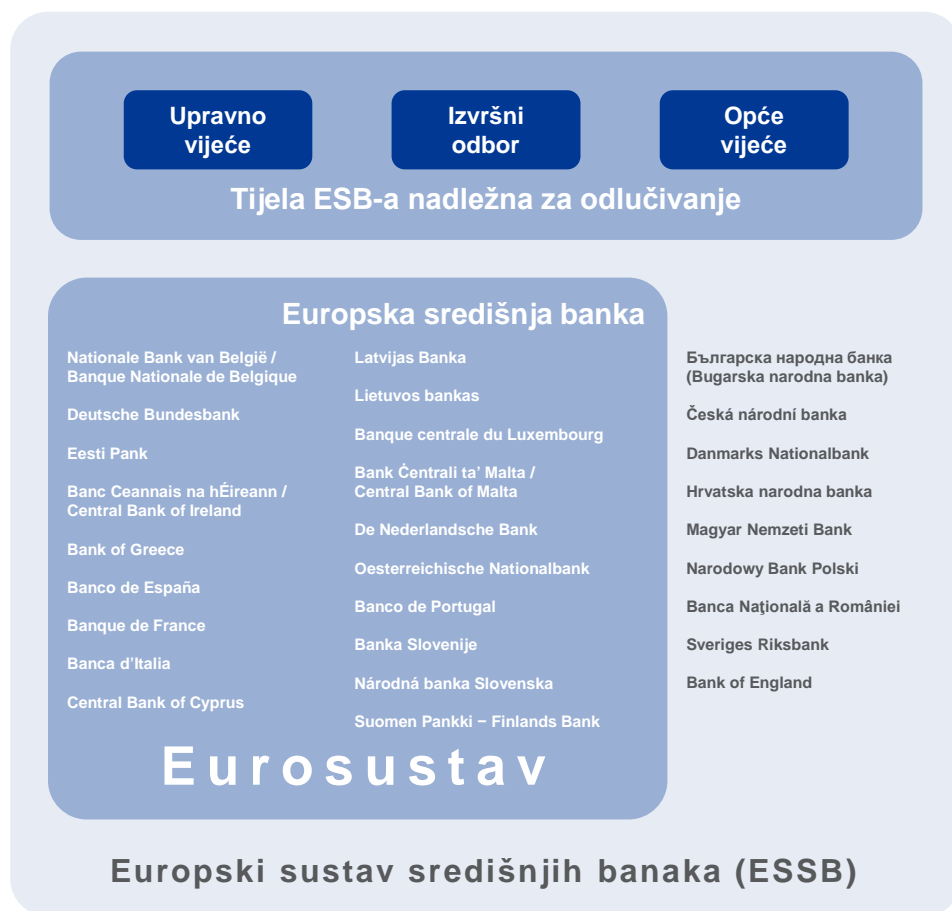 Upravno
vijeće
Izvršni
odbor
Opće
vijeće
Tijela ESB-a nadležna za odlučivanje
Europska središnja banka
Nationale Bank van België /
Banque Nationale de Belgique
Deutsche Bundesbank
Eesti Pank
Banc Ceannais na hÉireann /
Central Bank of Ireland
Bank of Greece
Banco de España
Banque de France
Banca d’Italia
Central Bank of Cyprus
Latvijas Banka
Lietuvos bankas
Banque centrale du Luxembourg
Bank Ċentrali ta’ Malta /
Central Bank of Malta
De Nederlandsche Bank
Oesterreichische Nationalbank
Banco de Portugal
Banka Slovenije
Národná banka Slovenska
Suomen Pankki − Finlands Bank
Eurosustav
Българска народна банка
(Bugarska narodna banka)
Česká národní banka
Danmarks Nationalbank
Hrvatska narodna banka
Magyar Nemzeti Bank
Narodowy Bank Polski
Banca Naţională a României
Sveriges Riksbank
Bank of England
Europski sustav središnjih banaka (ESSB)